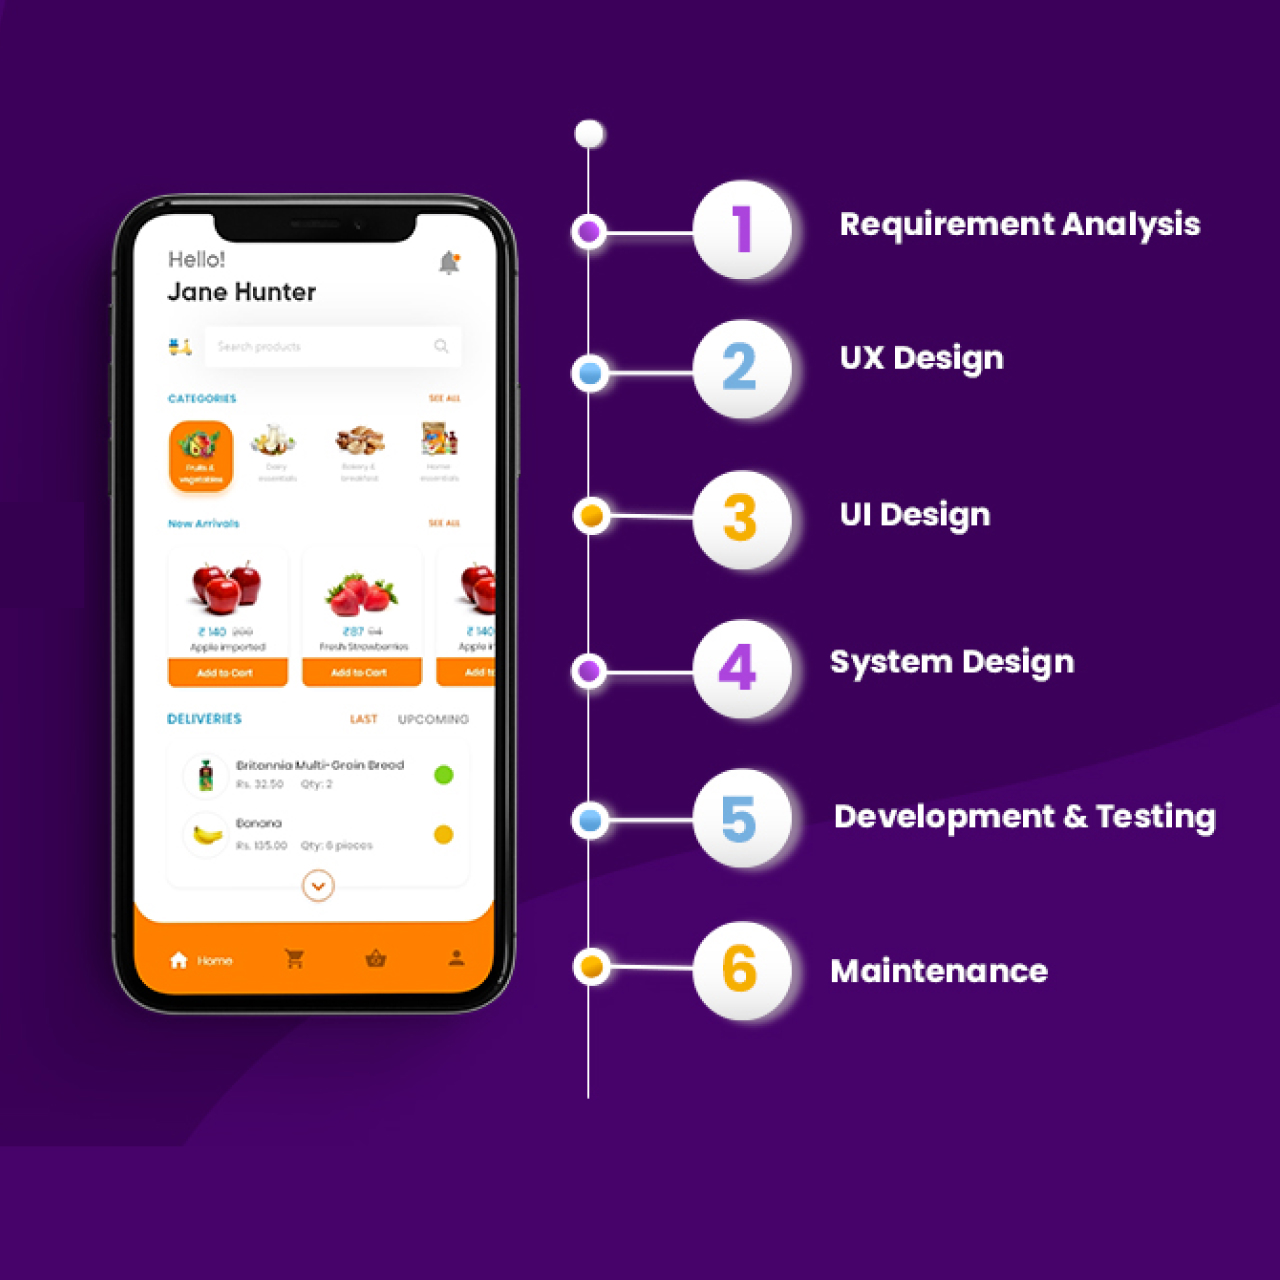 Hello!
Jane Hunter
Search products
CATEGORIES SEE ALL
Fruits &
vegetables
Dairy
essentials
Bakery &
breakfast
Home
essentials
New Arrivals SEE ALL
₹ 140 200
Apple imported
Add to Cart
₹87 94
Fresh Strawberries
Add to Cart
₹ 140
Apple i
Add to
DELIVERIES LAST UPCOMING
Britannia Multi-Grain Bread
Rs. 32.50 Qty: 2
Banana
Rs. 135.00 Qty: 6 pieces
Home
1 Requirement Analysis
2 UX Design
3 UI Design
4 System Design
5 Development & Testing
6 Maintenance